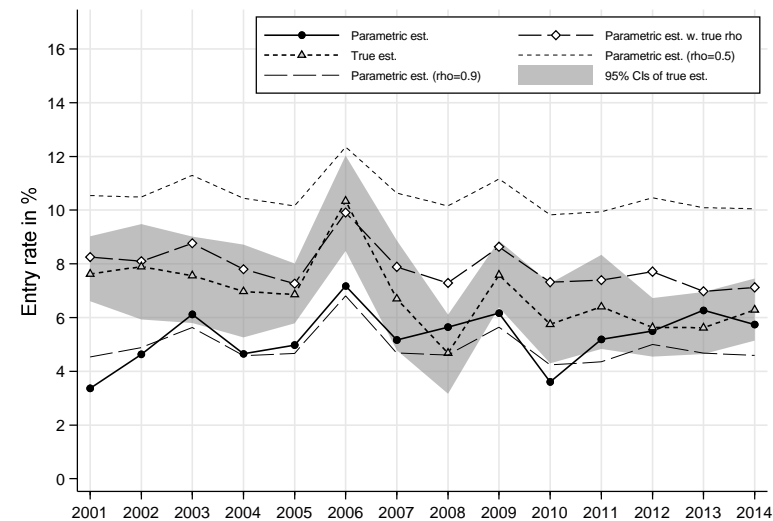 Parametric est.
Parametric est. w. true rho
True est.
Parametric est. (rho=0.5)
Parametric est. (rho=0.9)
95% CIs of true est.
Entry rate in %
16
14
12
10
8
6
4
2
0
2001 2002 2003 2004 2005 2006 2007 2008 2009 2010 2011 2012 2013 2014